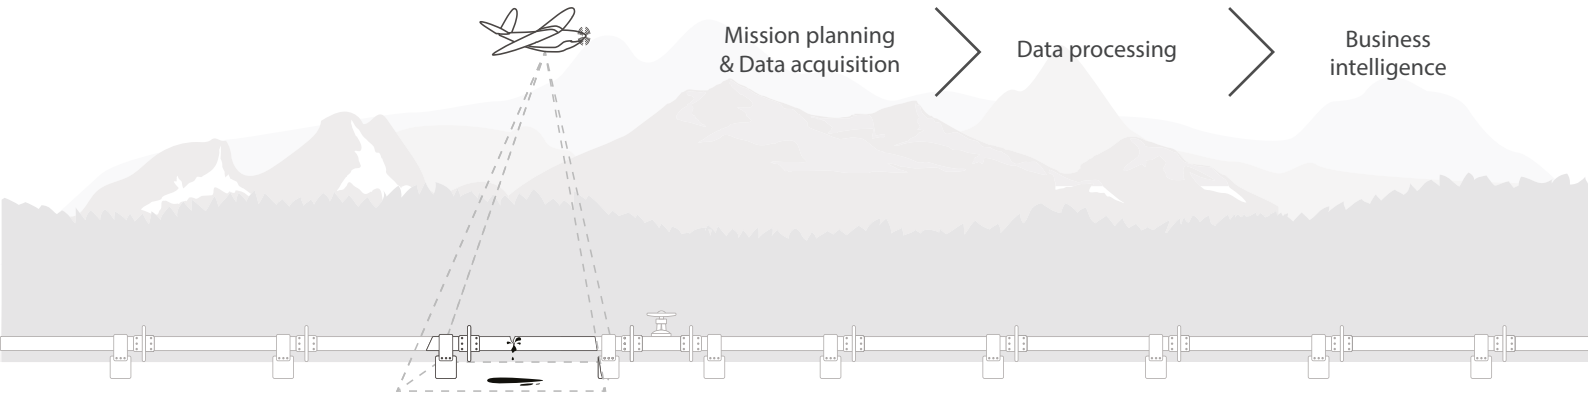 Mission planning
& Data acquisition
Data processing
Business
intelligence